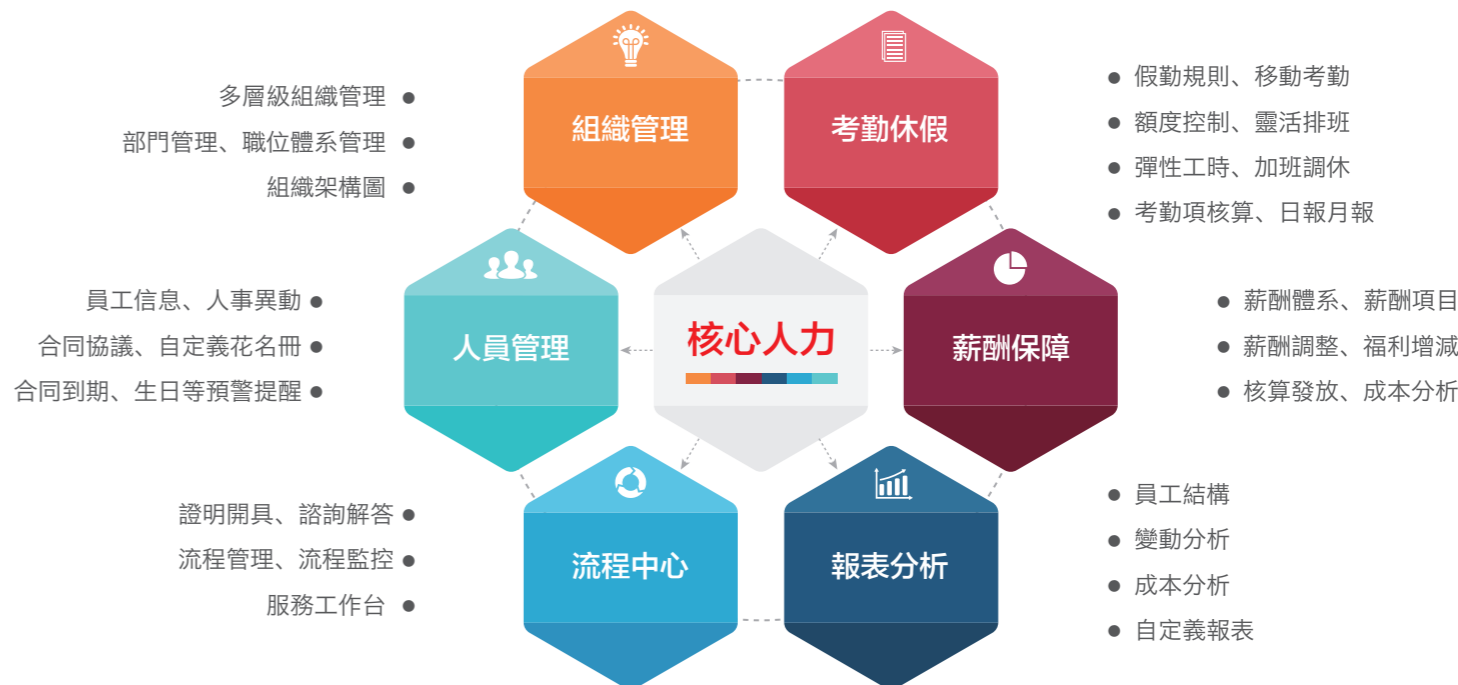 組織管理
多層級組織管理
部門管理、職位體系管理
組織架構圖
考勤休假
假勤規則、移動考勤
額度控制、靈活排班
彈性工時、加班調休
考勤項核算、日報月報
人員管理
員工信息、人事異動
合同協議、自定義花名冊
合同到期、生日等預警提醒
核心人力
薪酬保障
薪酬體系、薪酬項目
薪酬調整、福利增減
核算發放、成本分析
流程中心
證明開具、諮詢解答
流程管理、流程監控
服務工作台
報表分析
員工結構
變動分析
成本分析
自定義報表